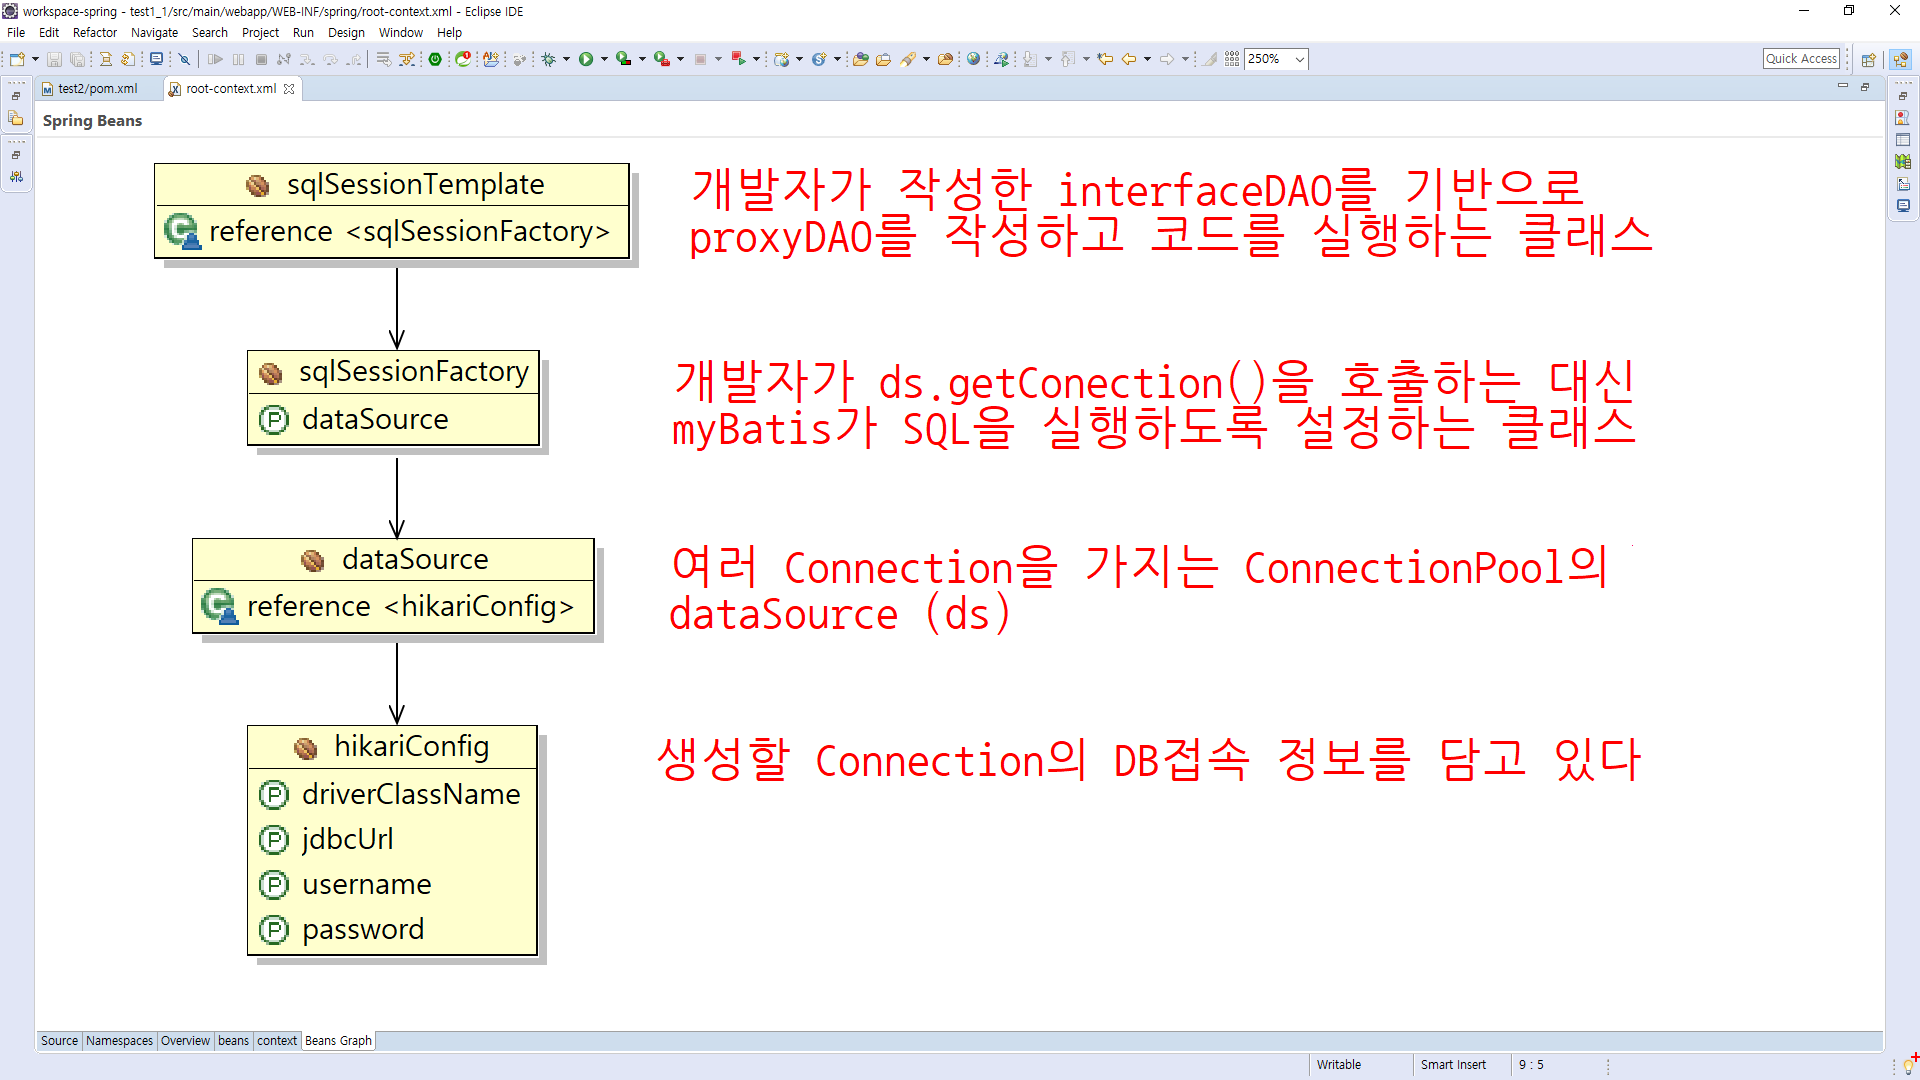 workspace-spring - test1_1/src/main/webapp/WEB-INF/spring/root-context.xml - Eclipse IDE
File Edit Refactor Navigate Search Project Run Design Window Help
250%
Quick Access
test2/pom.xml
root-context.xml
Spring Beans
sqlSessionTemplate
reference <sqlSessionFactory>
개발자가 작성한 interfaceDAO를 기반으로
proxyDAO를 작성하고 코드를 실행하는 클래스
sqlSessionFactory
dataSource
개발자가 ds.getConection()을 호출하는 대신
myBatis가 SQL을 실행하도록 설정하는 클래스
dataSource
reference <hikariConfig>
여러 Connection을 가지는 ConnectionPool의
dataSource (ds)
hikariConfig
driverClassName
jdbcUrl
username
password
생성할 Connection의 DB접속 정보를 담고 있다
Source Namespaces Overview beans context Beans Graph
Writable
Smart Insert
9 : 5